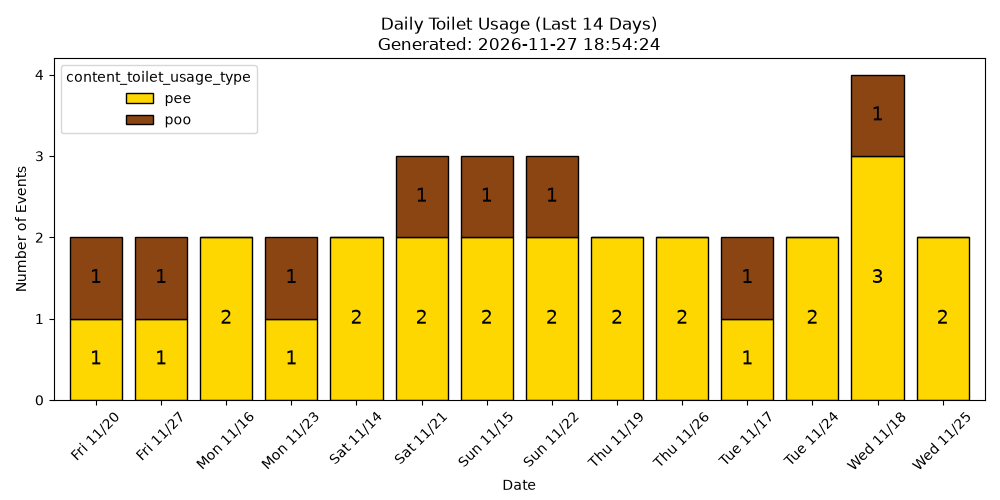 Daily Toilet Usage (Last 14 Days)
Generated: 2026-11-27 18:54:24
content_toilet_usage_type
pee
poo
Number of Events
4
3
2
1
0
1 1 1 1 1 1 1 1 1
1 1 2 1 2 2 2 2 2 2 1 2 3 2
Fri 11/20
Fri 11/27
Mon 11/16
Mon 11/23
Sat 11/14
Sat 11/21
Sun 11/15
Sun 11/22
Thu 11/19
Thu 11/26
Tue 11/17
Tue 11/24
Wed 11/18
Wed 11/25
Date